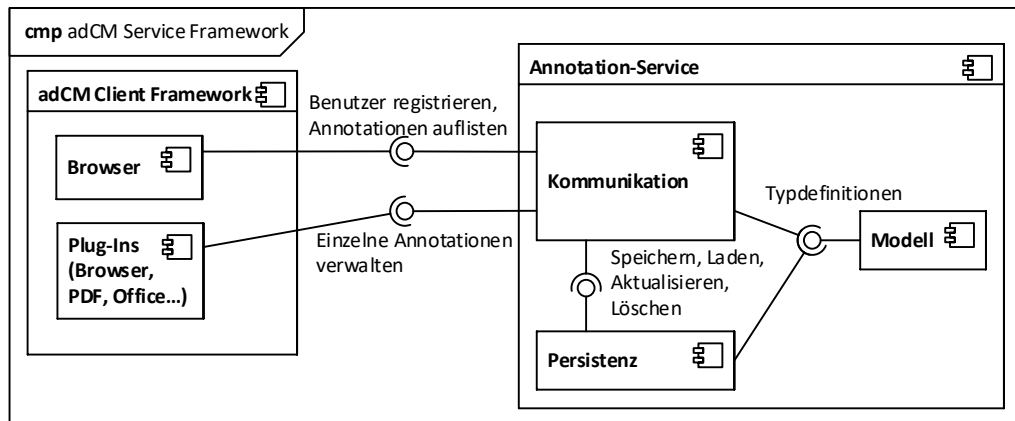 cmp adCM Service Framework
adCM Client Framework
Browser
Plug-Ins
(Browser,
PDF, Office...)
Benutzer registrieren,
Annotationen auflisten
Einzelne Annotationen
verwalten
Annotation-Service
Kommunikation
Typdefinitionen
Modell
Speichern, Laden,
Aktualisieren,
Löschen
Persistenz